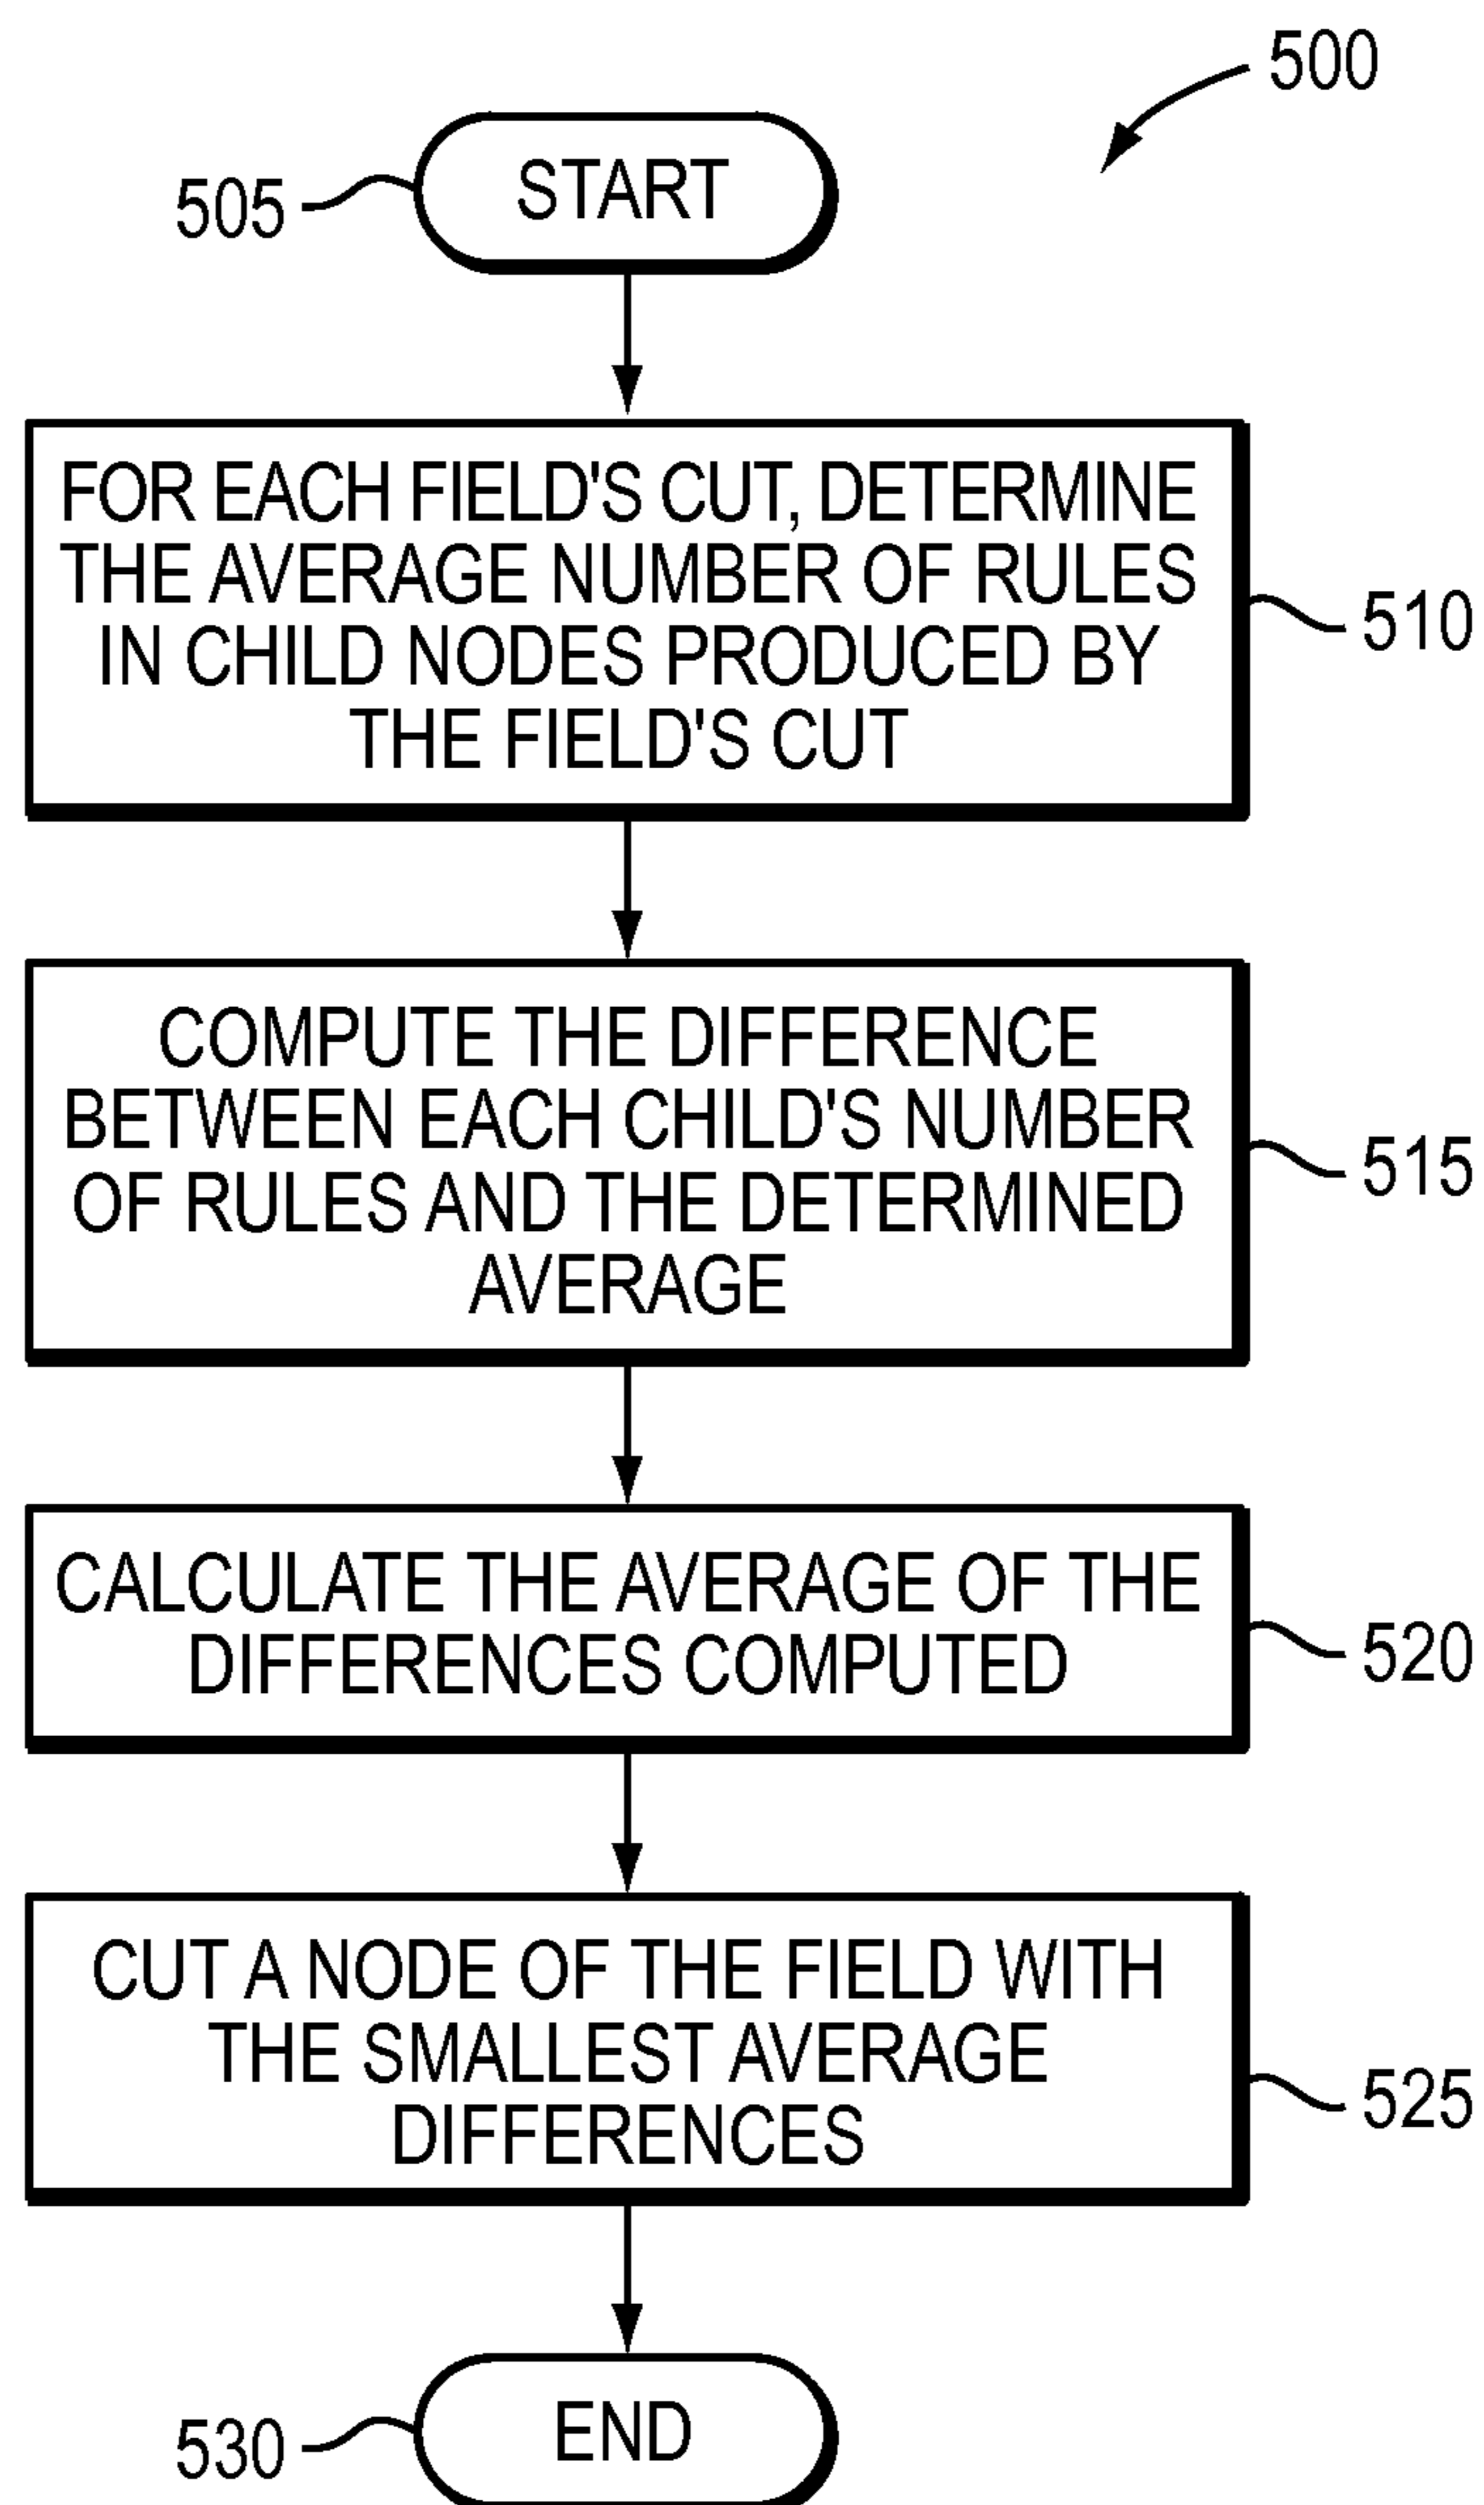 500
505
START
FOR EACH FIELD'S CUT, DETERMINE
THE AVERAGE NUMBER OF RULES
IN CHILD NODES PRODUCED BY
THE FIELD'S CUT
510
COMPUTE THE DIFFERENCE
BETWEEN EACH CHILD'S NUMBER
OF RULES AND THE DETERMINED
AVERAGE
515
CALCULATE THE AVERAGE OF THE
DIFFERENCES COMPUTED
520
CUT A NODE OF THE FIELD WITH
THE SMALLEST AVERAGE
DIFFERENCES
525
END
530